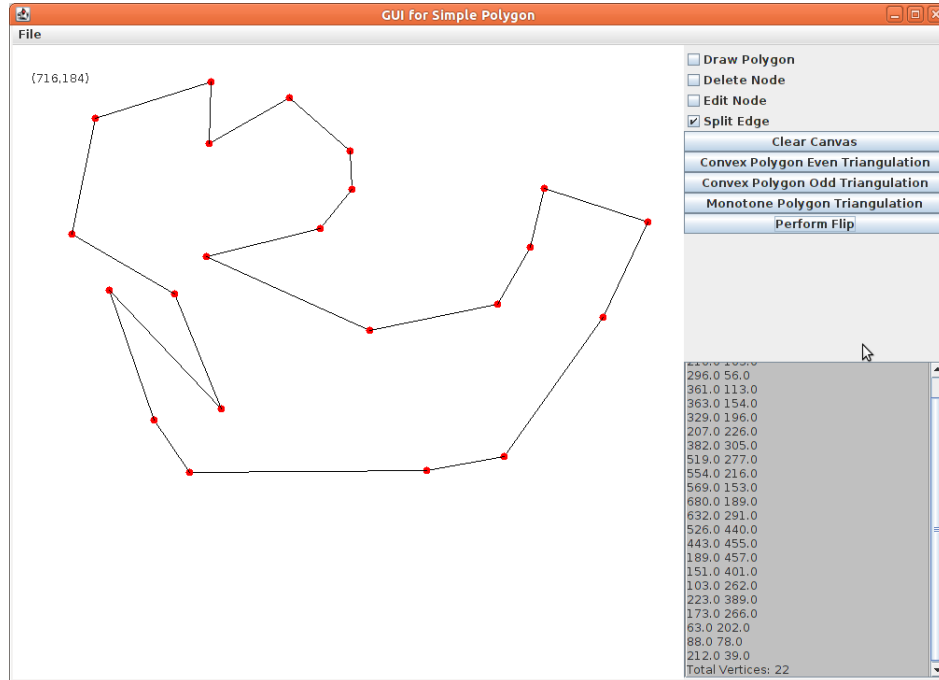 GUI for Simple Polygon
File
(716,184)
Draw Polygon
Delete Node
Edit Node
Split Edge
Clear Canvas
Convex Polygon Even Triangulation
Convex Polygon Odd Triangulation
Monotone Polygon Triangulation
Perform Flip
296.0 56.0
361.0 113.0
363.0 154.0
329.0 196.0
207.0 226.0
382.0 305.0
519.0 277.0
554.0 216.0
569.0 153.0
680.0 189.0
632.0 291.0
526.0 440.0
443.0 455.0
189.0 457.0
151.0 401.0
103.0 262.0
223.0 389.0
173.0 266.0
63.0 202.0
88.0 78.0
212.0 39.0
Total Vertices: 22